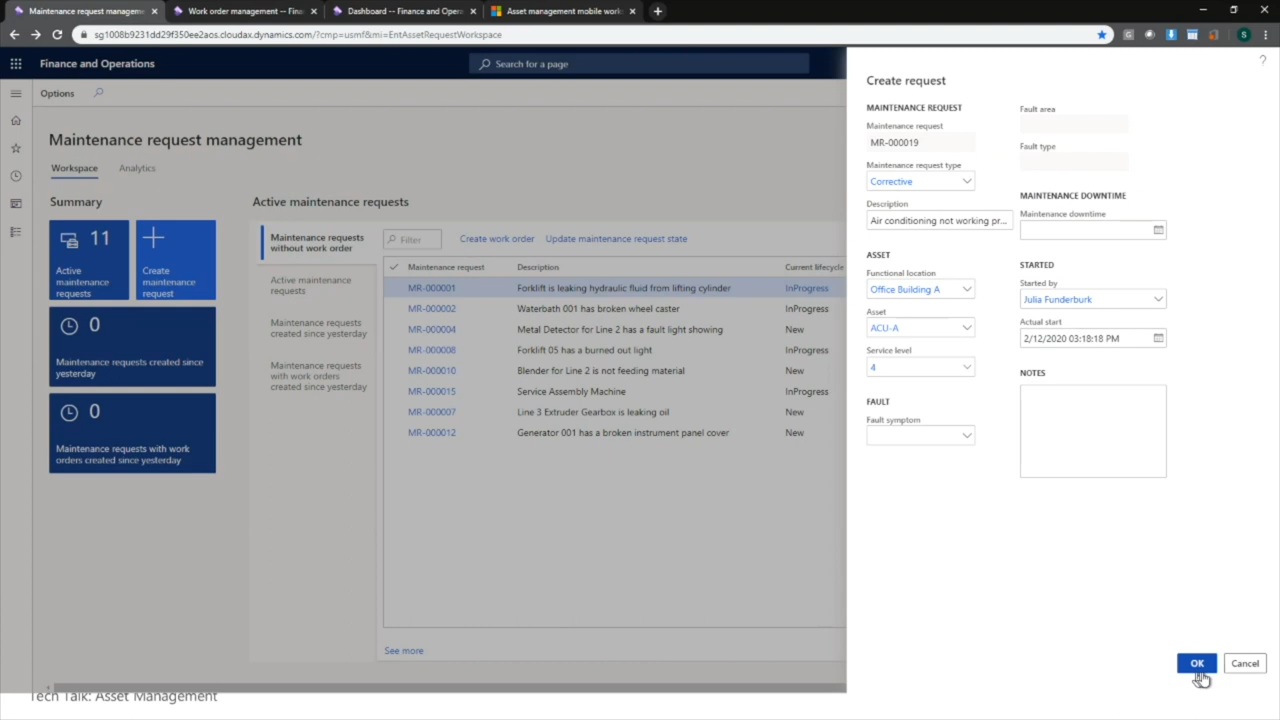 Maintenance request managemen
Work order management -- Finan
Dashboard -- Finance and Operat
Asset management mobile works
sg1008b9231dd29f350ee2aos.cloudax.dynamics.com/?cmp=usmf&mi=EntAssetRequestWorkspace
S
Finance and Operations
Search for a page
?
Options
Maintenance request management
Workspace
Analytics
Summary
11
Active
maintenance
requests
Create
maintenance
request
0
Maintenance requests created since
yesterday
0
Maintenance requests with work
orders created since yesterday
Active maintenance requests
Maintenance requests
without work order
Active maintenance
requests
Maintenance requests
created since yesterday
Maintenance requests
with work orders
created since yesterday
Filter
Create work order
Update maintenance request state
Maintenance request Description Current lifecycle
MR-000001 Forklift is leaking hydraulic fluid from lifting cylinder InProgress
MR-000002 Waterbath 001 has broken wheel caster InProgress
MR-000004 Metal Detector for Line 2 has a fault light showing New
MR-000008 Forklift 05 has a burned out light InProgress
MR-000010 Blender for Line 2 is not feeding material New
MR-000015 Service Assembly Machine InProgress
MR-000007 Line 3 Extruder Gearbox is leaking oil New
MR-000012 Generator 001 has a broken instrument panel cover New
See more
Create request
MAINTENANCE REQUEST
Maintenance request
MR-000019
Maintenance request type
Corrective
Description
Air conditioning not working pr...
ASSET
Functional location
Office Building A
Asset
ACU-A
Service level
4
FAULT
Fault symptom
Fault area
Fault type
MAINTENANCE DOWNTIME
Maintenance downtime
STARTED
Started by
Julia Funderburk
Actual start
2/12/2020 03:18:18 PM
NOTES
OK
Cancel
Tech Talk: Asset Management